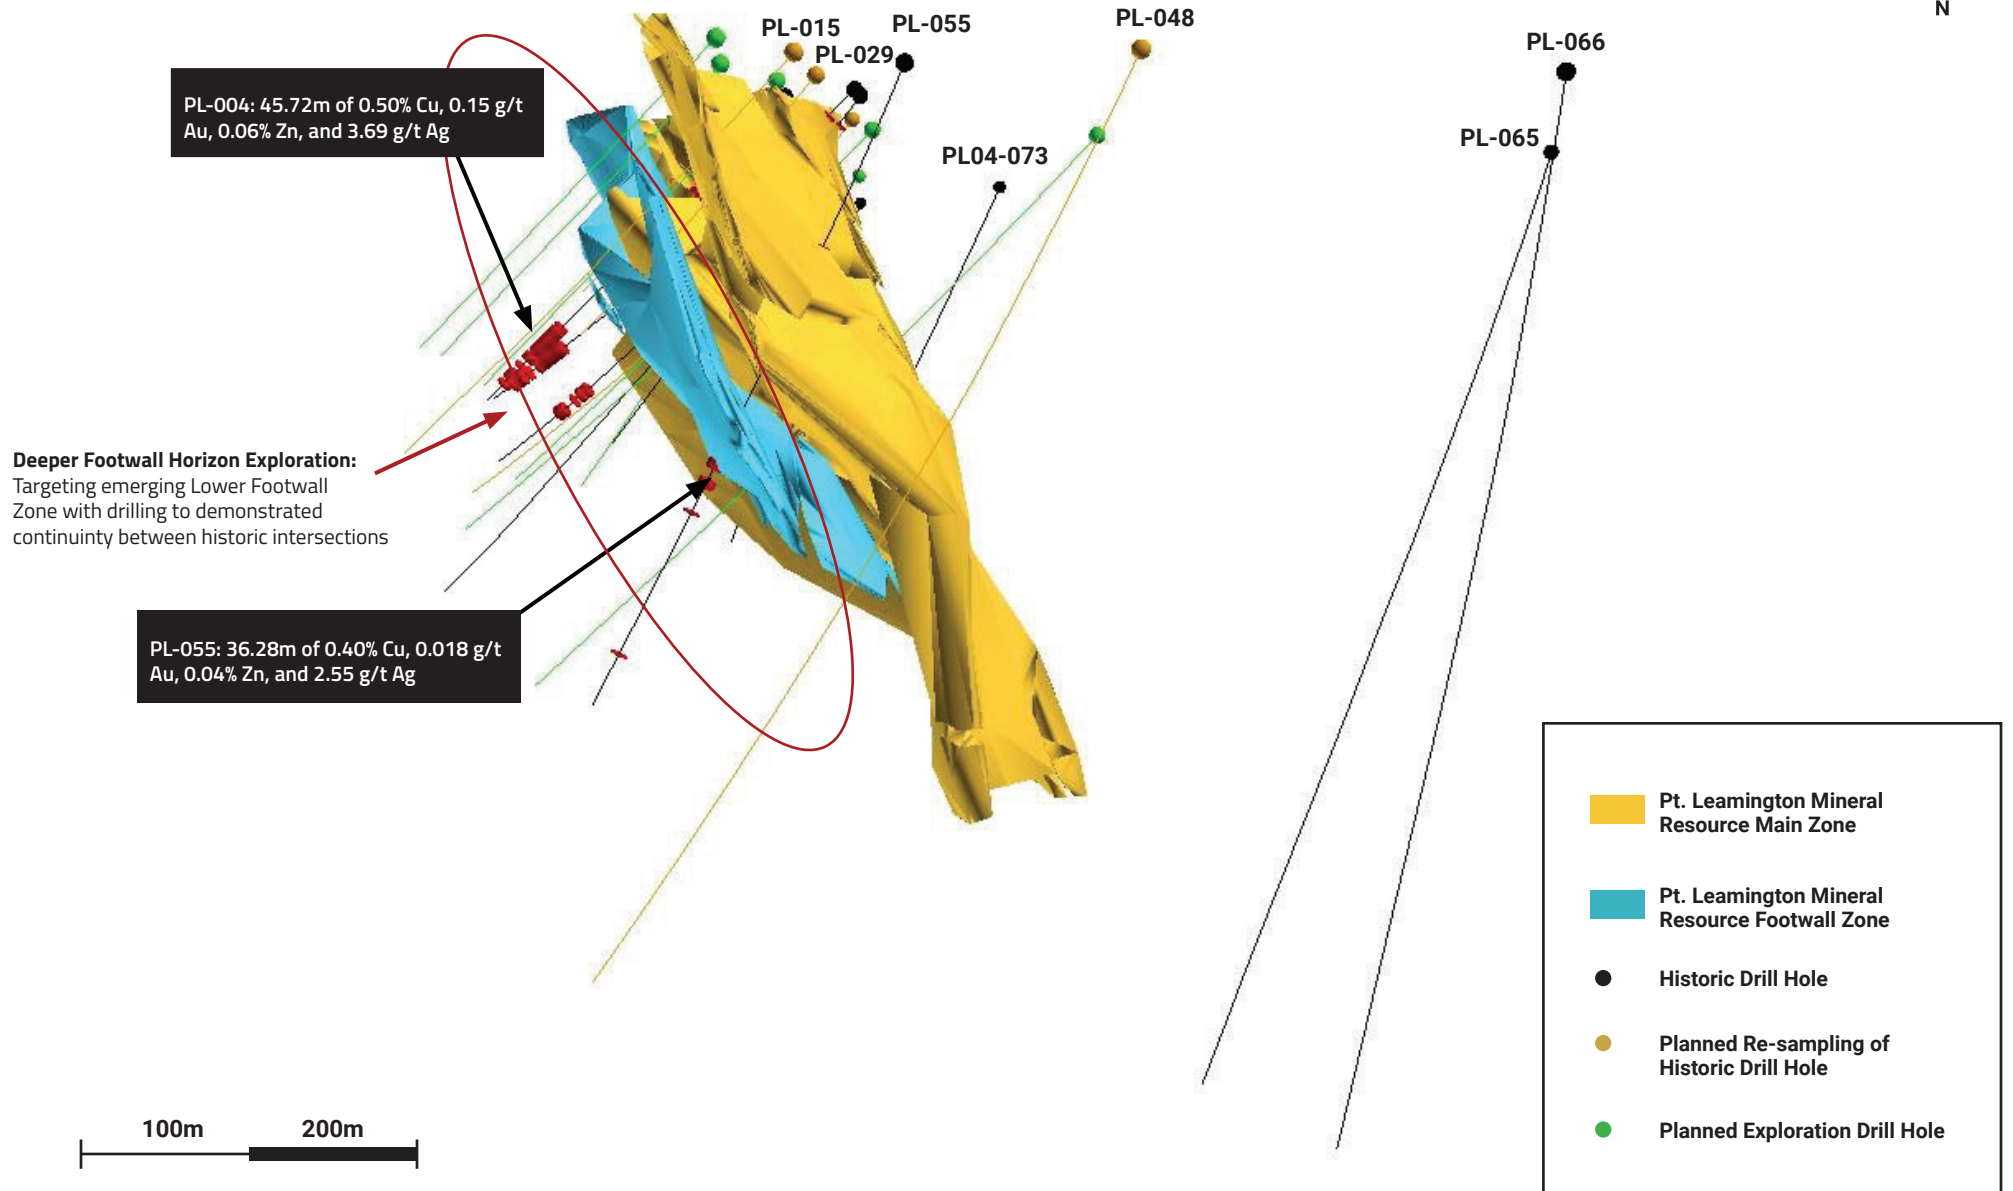 N
PL-015
PL-029
PL-055
PL-048
PL-066
PL-065
PL04-073
PL-004: 45.72m of 0.50% Cu, 0.15 g/t
Au, 0.06% Zn, and 3.69 g/t Ag
Deeper Footwall Horizon Exploration:
Targeting emerging Lower Footwall
Zone with drilling to demonstrated
continuinty between historic intersections
PL-055: 36.28m of 0.40% Cu, 0.018 g/t
Au, 0.04% Zn, and 2.55 g/t Ag
100m
200m
Pt. Leamington Mineral
Resource Main Zone
Pt. Leamington Mineral
Resource Footwall Zone
Historic Drill Hole
Planned Re-sampling of
Historic Drill Hole
Planned Exploration Drill Hole